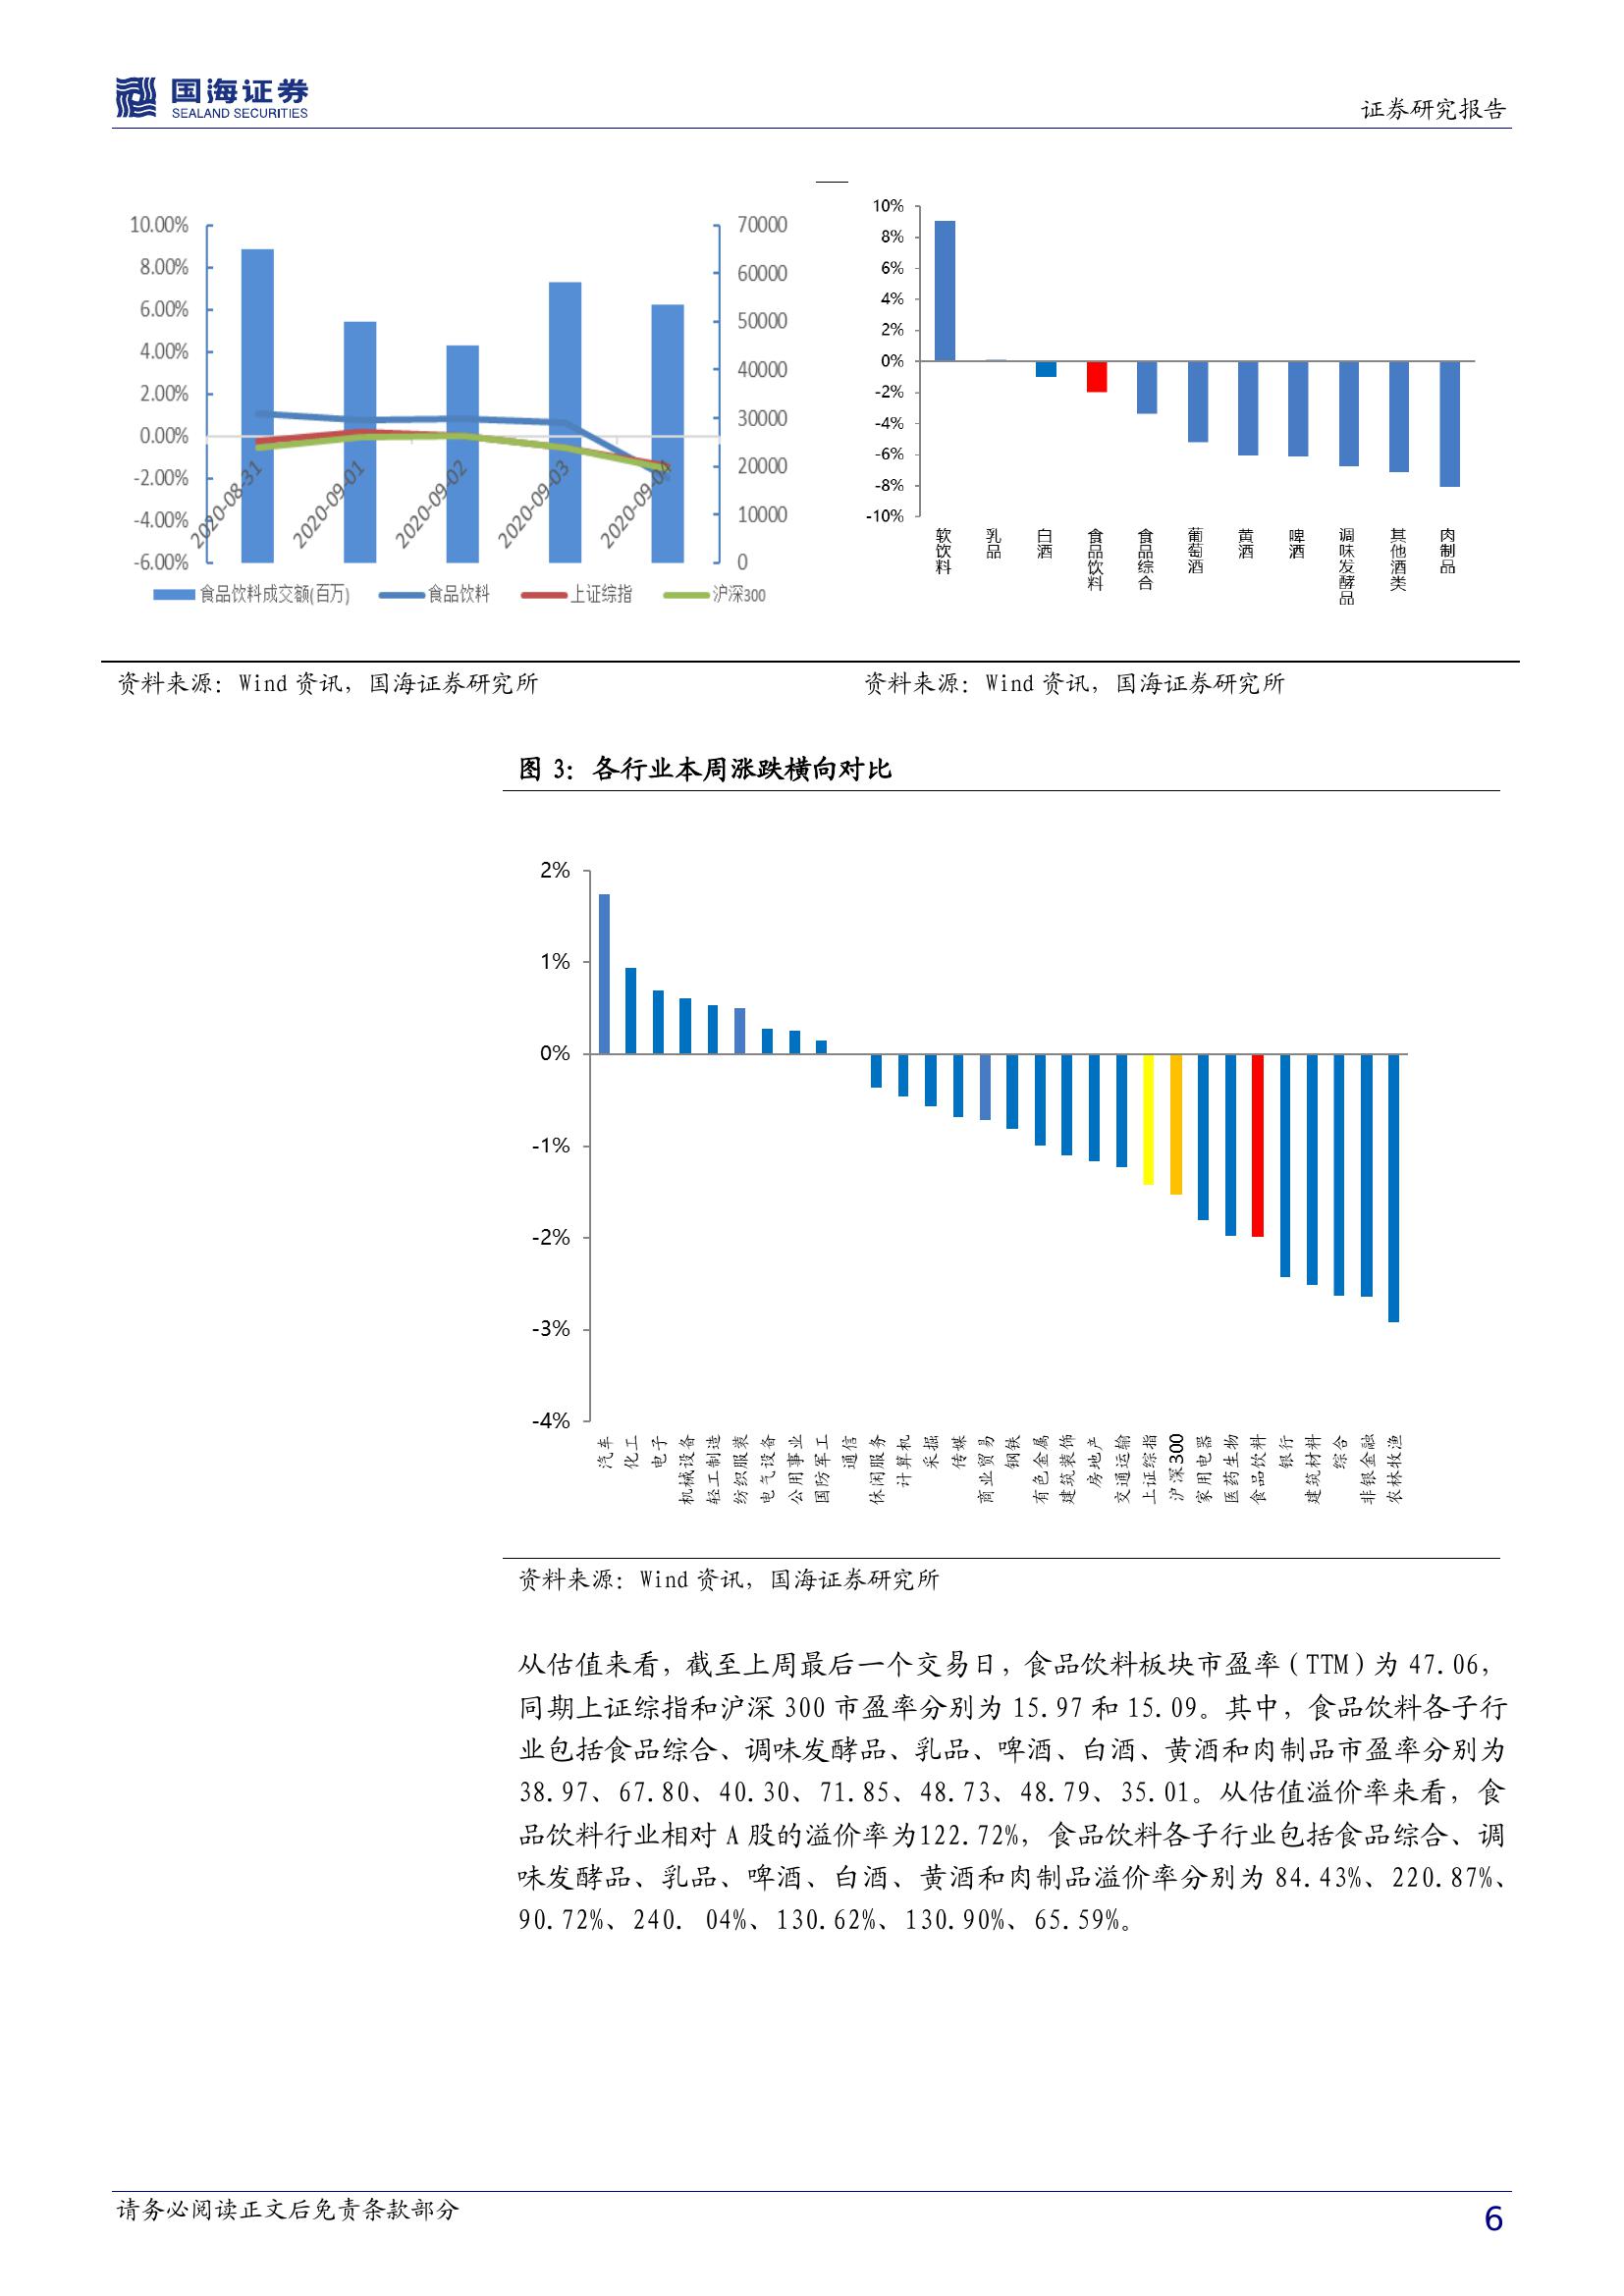 国海证券
SEALAND SECURITIES
证券研究报告
10.00%
8.00%
6.00%
4.00%
2.00%
0.00%
-2.00%
-4.00%
-6.00%
70000
60000
50000
40000
30000
20000
10000
0
2020-08-31
2020-09-01
2020-09-02
2020-09-03
2020-09-04
食品饮料成交额(百万) 食品饮料 上证综指 沪深300
10%
8%
6%
4%
2%
0%
-2%
-4%
-6%
-8%
-10%
软饮料
乳品
白酒
食品饮料
食品综合
葡萄酒
黄酒
啤酒
调味发酵品
其他酒类
肉制品
资料来源：Wind 资讯，国海证券研究所
资料来源：Wind 资讯，国海证券研究所
图 3：各行业本周涨跌横向对比
2%
1%
0%
-1%
-2%
-3%
-4%
汽车
化工
电子
机械设备
轻工制造
纺织服装
电气设备
公用事业
国防军工
通信
休闲服务
计算机
采掘
传媒
商业贸易
钢铁
有色金属
建筑装饰
房地产
交通运输
上证综指
沪深300
家用电器
医药生物
食品饮料
银行
建筑材料
综合
非银金融
农林牧渔
资料来源：Wind 资讯，国海证券研究所
从估值来看，截至上周最后一个交易日，食品饮料板块市盈率（TTM）为 47.06，
同期上证综指和沪深 300 市盈率分别为 15.97 和 15.09。其中，食品饮料各子行
业包括食品综合、调味发酵品、乳品、啤酒、白酒、黄酒和肉制品市盈率分别为
38.97、67.80、40.30、71.85、48.73、48.79、35.01。从估值溢价率来看，食
品饮料行业相对 A 股的溢价率为122.72%，食品饮料各子行业包括食品综合、调
味发酵品、乳品、啤酒、白酒、黄酒和肉制品溢价率分别为 84.43%、220.87%、
90.72%、240. 04%、130.62%、130.90%、65.59%。
请务必阅读正文后免责条款部分
6